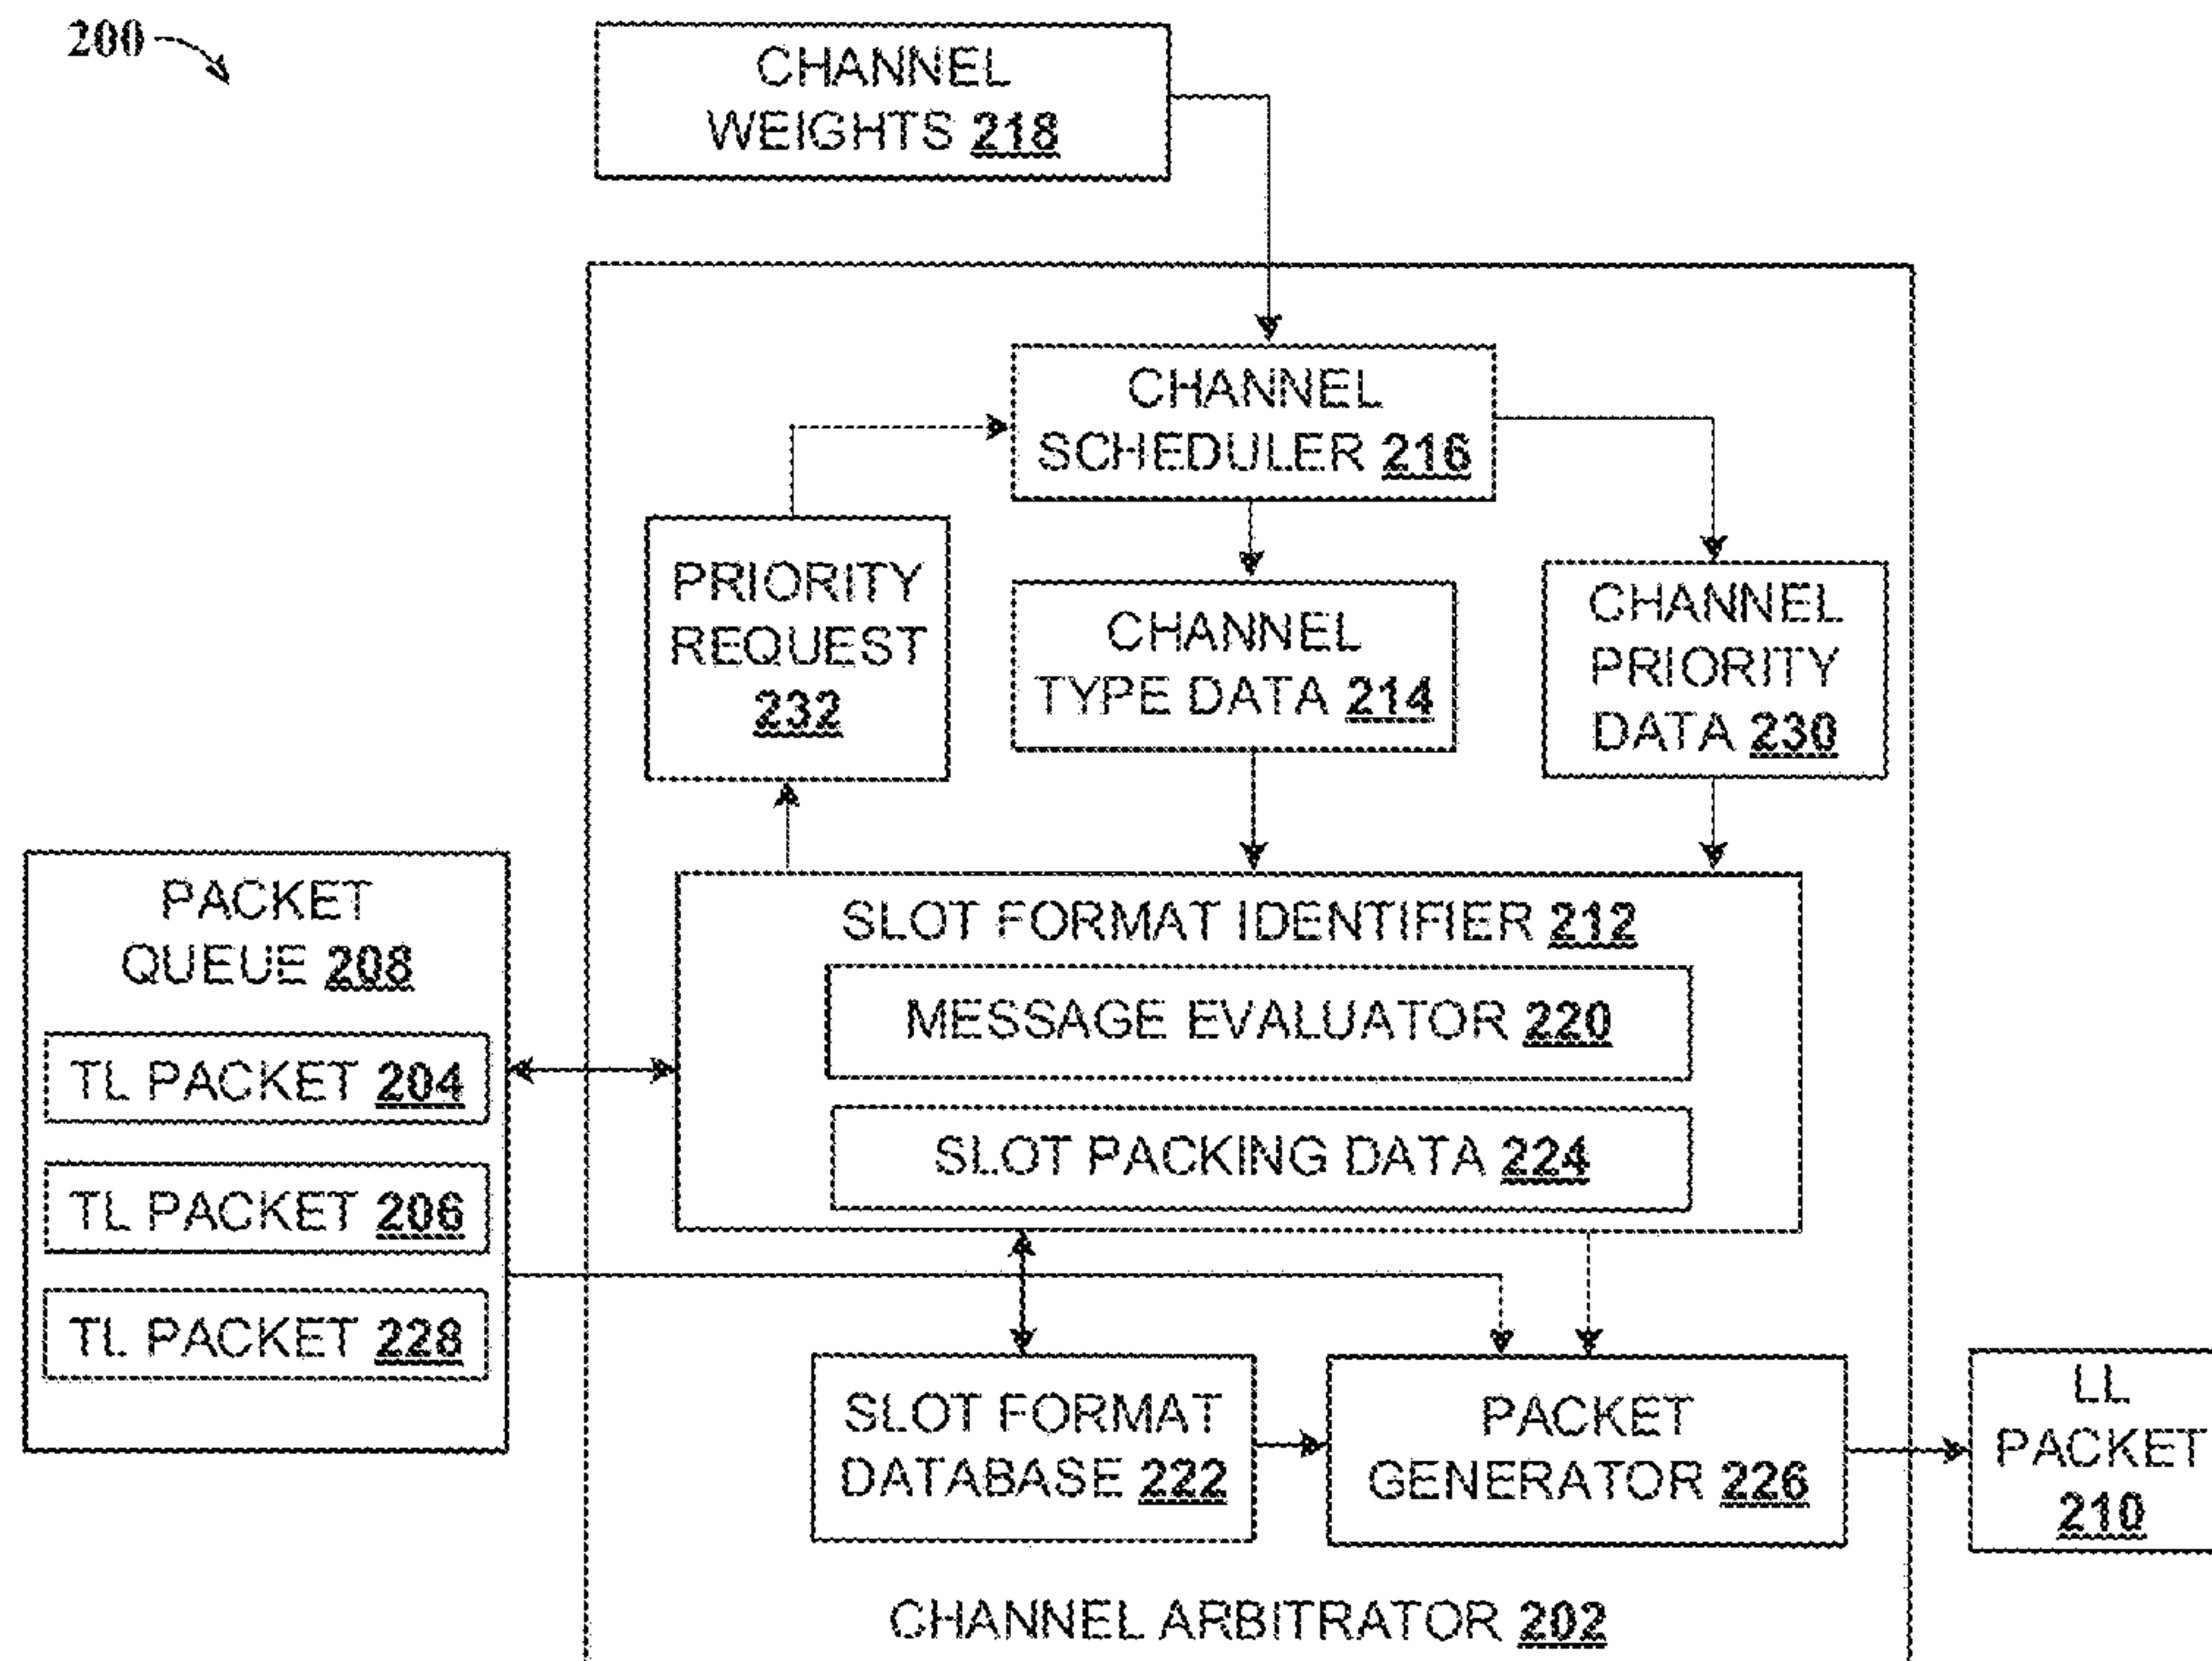 200
CHANNEL
WEIGHTS 218
CHANNEL
SCHEDULER 216
PRIORITY
REQUEST
232
CHANNEL
TYPE DATA 214
CHANNEL
PRIORITY
DATA 230
PACKET
QUEUE 208
TL PACKET 204
TL PACKET 206
TL PACKET 228
SLOT FORMAT IDENTIFIER 212
MESSAGE EVALUATOR 220
SLOT PACKING DATA 224
SLOT FORMAT
DATABASE 222
PACKET
GENERATOR 226
LL
PACKET
210
CHANNEL ARBITRATOR 202